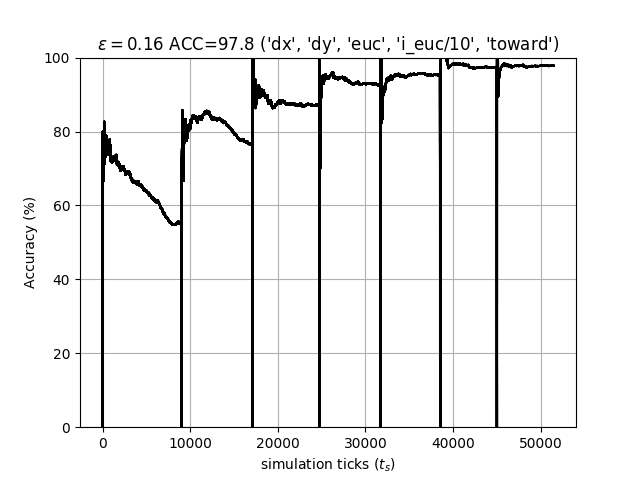 ε = 0.16 ACC=97.8 ('dx', 'dy', 'euc', 'i_euc/10', 'toward')
100
80
60
40
20
0
Accuracy (%)
0 10000 20000 30000 40000 50000
simulation ticks (tₛ)